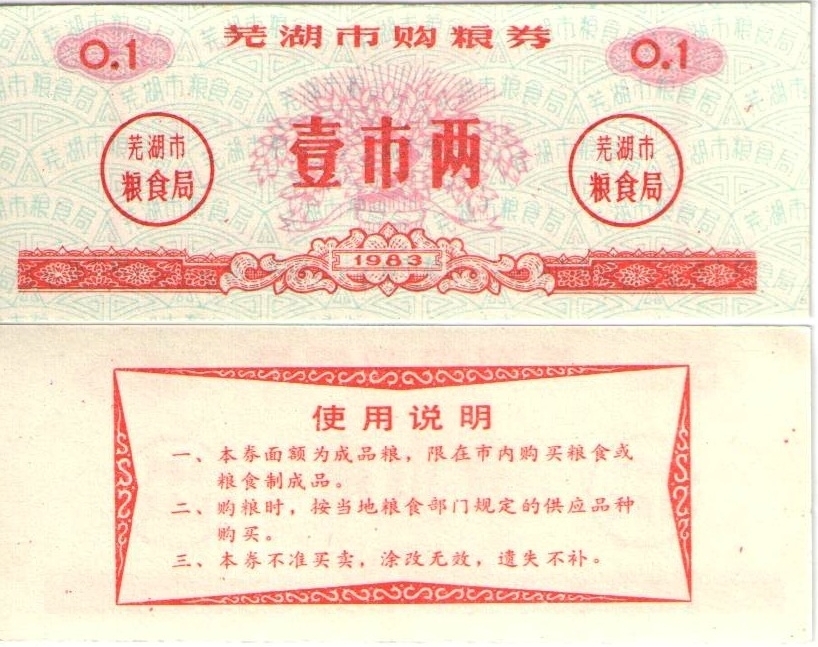 芜湖市购粮券
0.1
0.1
壹市两
芜湖市
粮食局
芜湖市
粮食局
1983
使用说明
一、本券面额为成品粮，限在市内购买粮食或
粮食制成品。
二、购粮时，按当地粮食部门规定的供应品种
购买。
三、本券不准买卖，涂改无效，遗失不补。